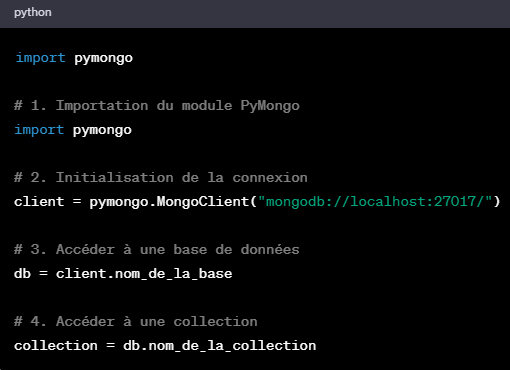 python
import pymongo
# 1. Importation du module PyMongo
import pymongo
# 2. Initialisation de la connexion
client = pymongo.MongoClient("mongodb://localhost:27017/")
# 3. Accéder à une base de données
db = client.nom_de_la_base
# 4. Accéder à une collection
collection = db.nom_de_la_collection